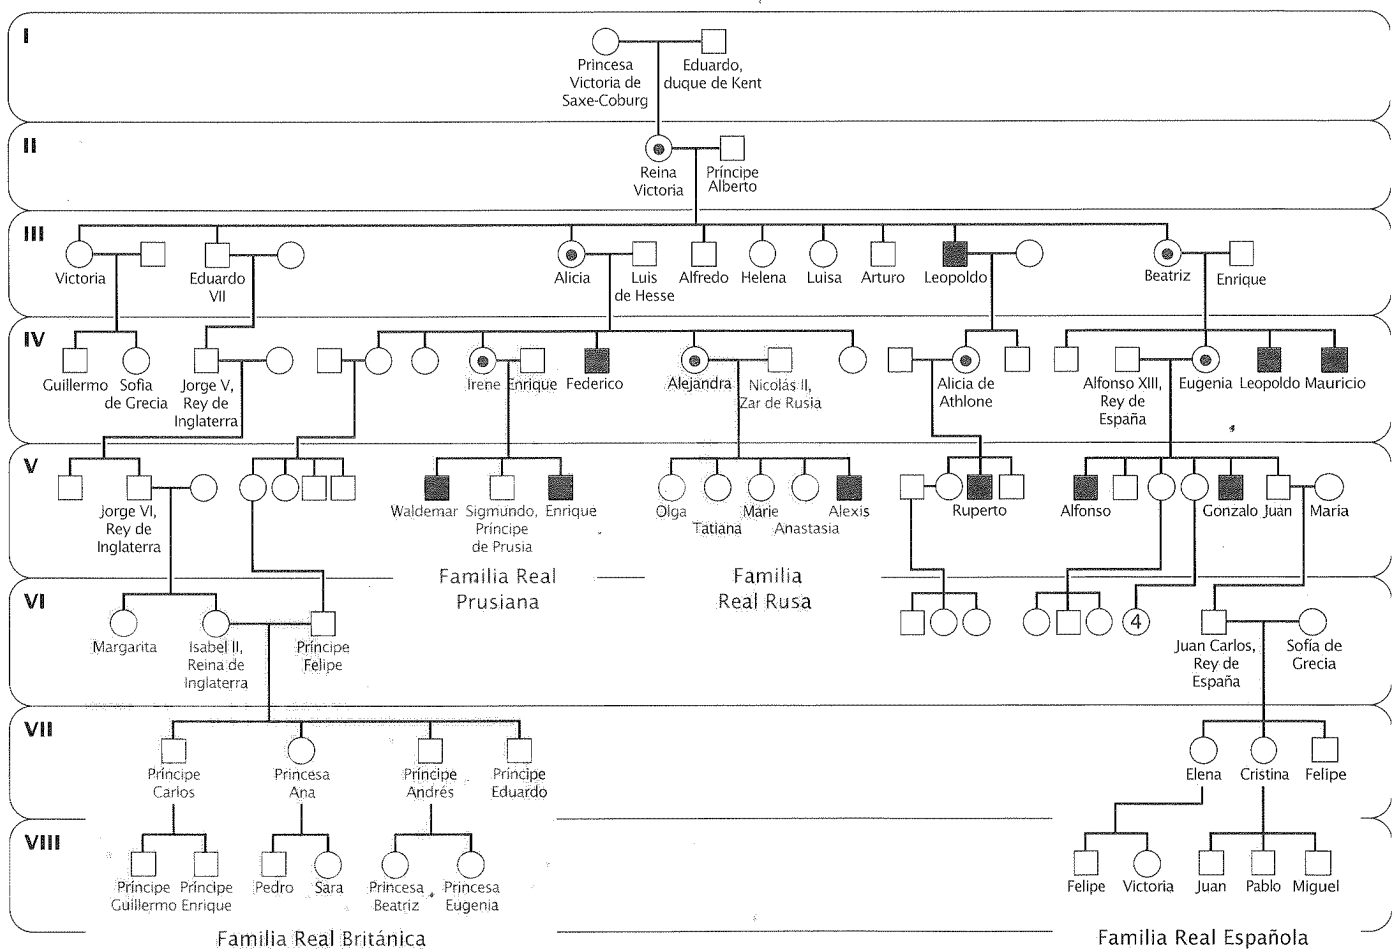 I
Princesa
Victoria de
Saxe-Coburg
Eduardo,
duque de Kent
II
Reina
Victoria
Príncipe
Alberto
III
Victoria
Eduardo
VII
Alicia
Luis
de Hesse
Alfredo
Helena
Luisa
Arturo
Leopoldo
Beatriz
Enrique
IV
Guillermo
Sofía
de Grecia
Jorge V,
Rey de
Inglaterra
Irene
Enrique
Federico
Alejandra
Nicolás II,
Zar de Rusia
Alicia de
Athlone
Alfonso XIII,
Rey de
España
Eugenia
Leopoldo
Mauricio
V
Jorge VI,
Rey de
Inglaterra
Waldemar
Sigmundo,
Príncipe
de Prusia
Enrique
Familia Real
Prusiana
Olga
Tatiana
Marie
Anastasia
Alexis
Familia
Real Rusa
Ruperto
Alfonso
Gonzalo
Juan
Maria
VI
Margarita
Isabel II,
Reina de
Inglaterra
Príncipe
Felipe
4
Juan Carlos,
Rey de
España
Sofía de
Grecia
VII
Príncipe
Carlos
Princesa
Ana
Príncipe
Andrés
Príncipe
Eduardo
Elena
Cristina
Felipe
VIII
Príncipe
Guillermo
Príncipe
Enrique
Pedro
Sara
Princesa
Beatriz
Princesa
Eugenia
Felipe
Victoria
Juan
Pablo
Miguel
Familia Real Británica
Familia Real Española